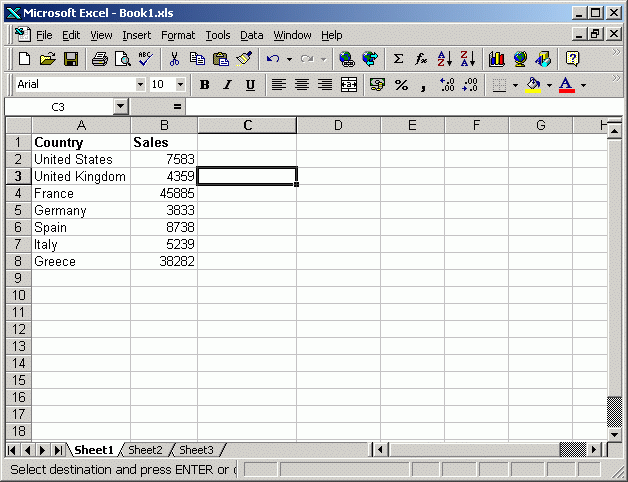 Microsoft Excel - Book1.xls
File Edit View Insert Format Tools Data Window Help
Arial 10 B I U % ,
C3 =
A B C D E F G H
1 Country Sales
2 United States 7583
3 United Kingdom 4359
4 France 45885
5 Germany 3833
6 Spain 8738
7 Italy 5239
8 Greece 38282
9
10
11
12
13
14
15
16
17
18
Sheet1 Sheet2 Sheet3
Select destination and press ENTER or